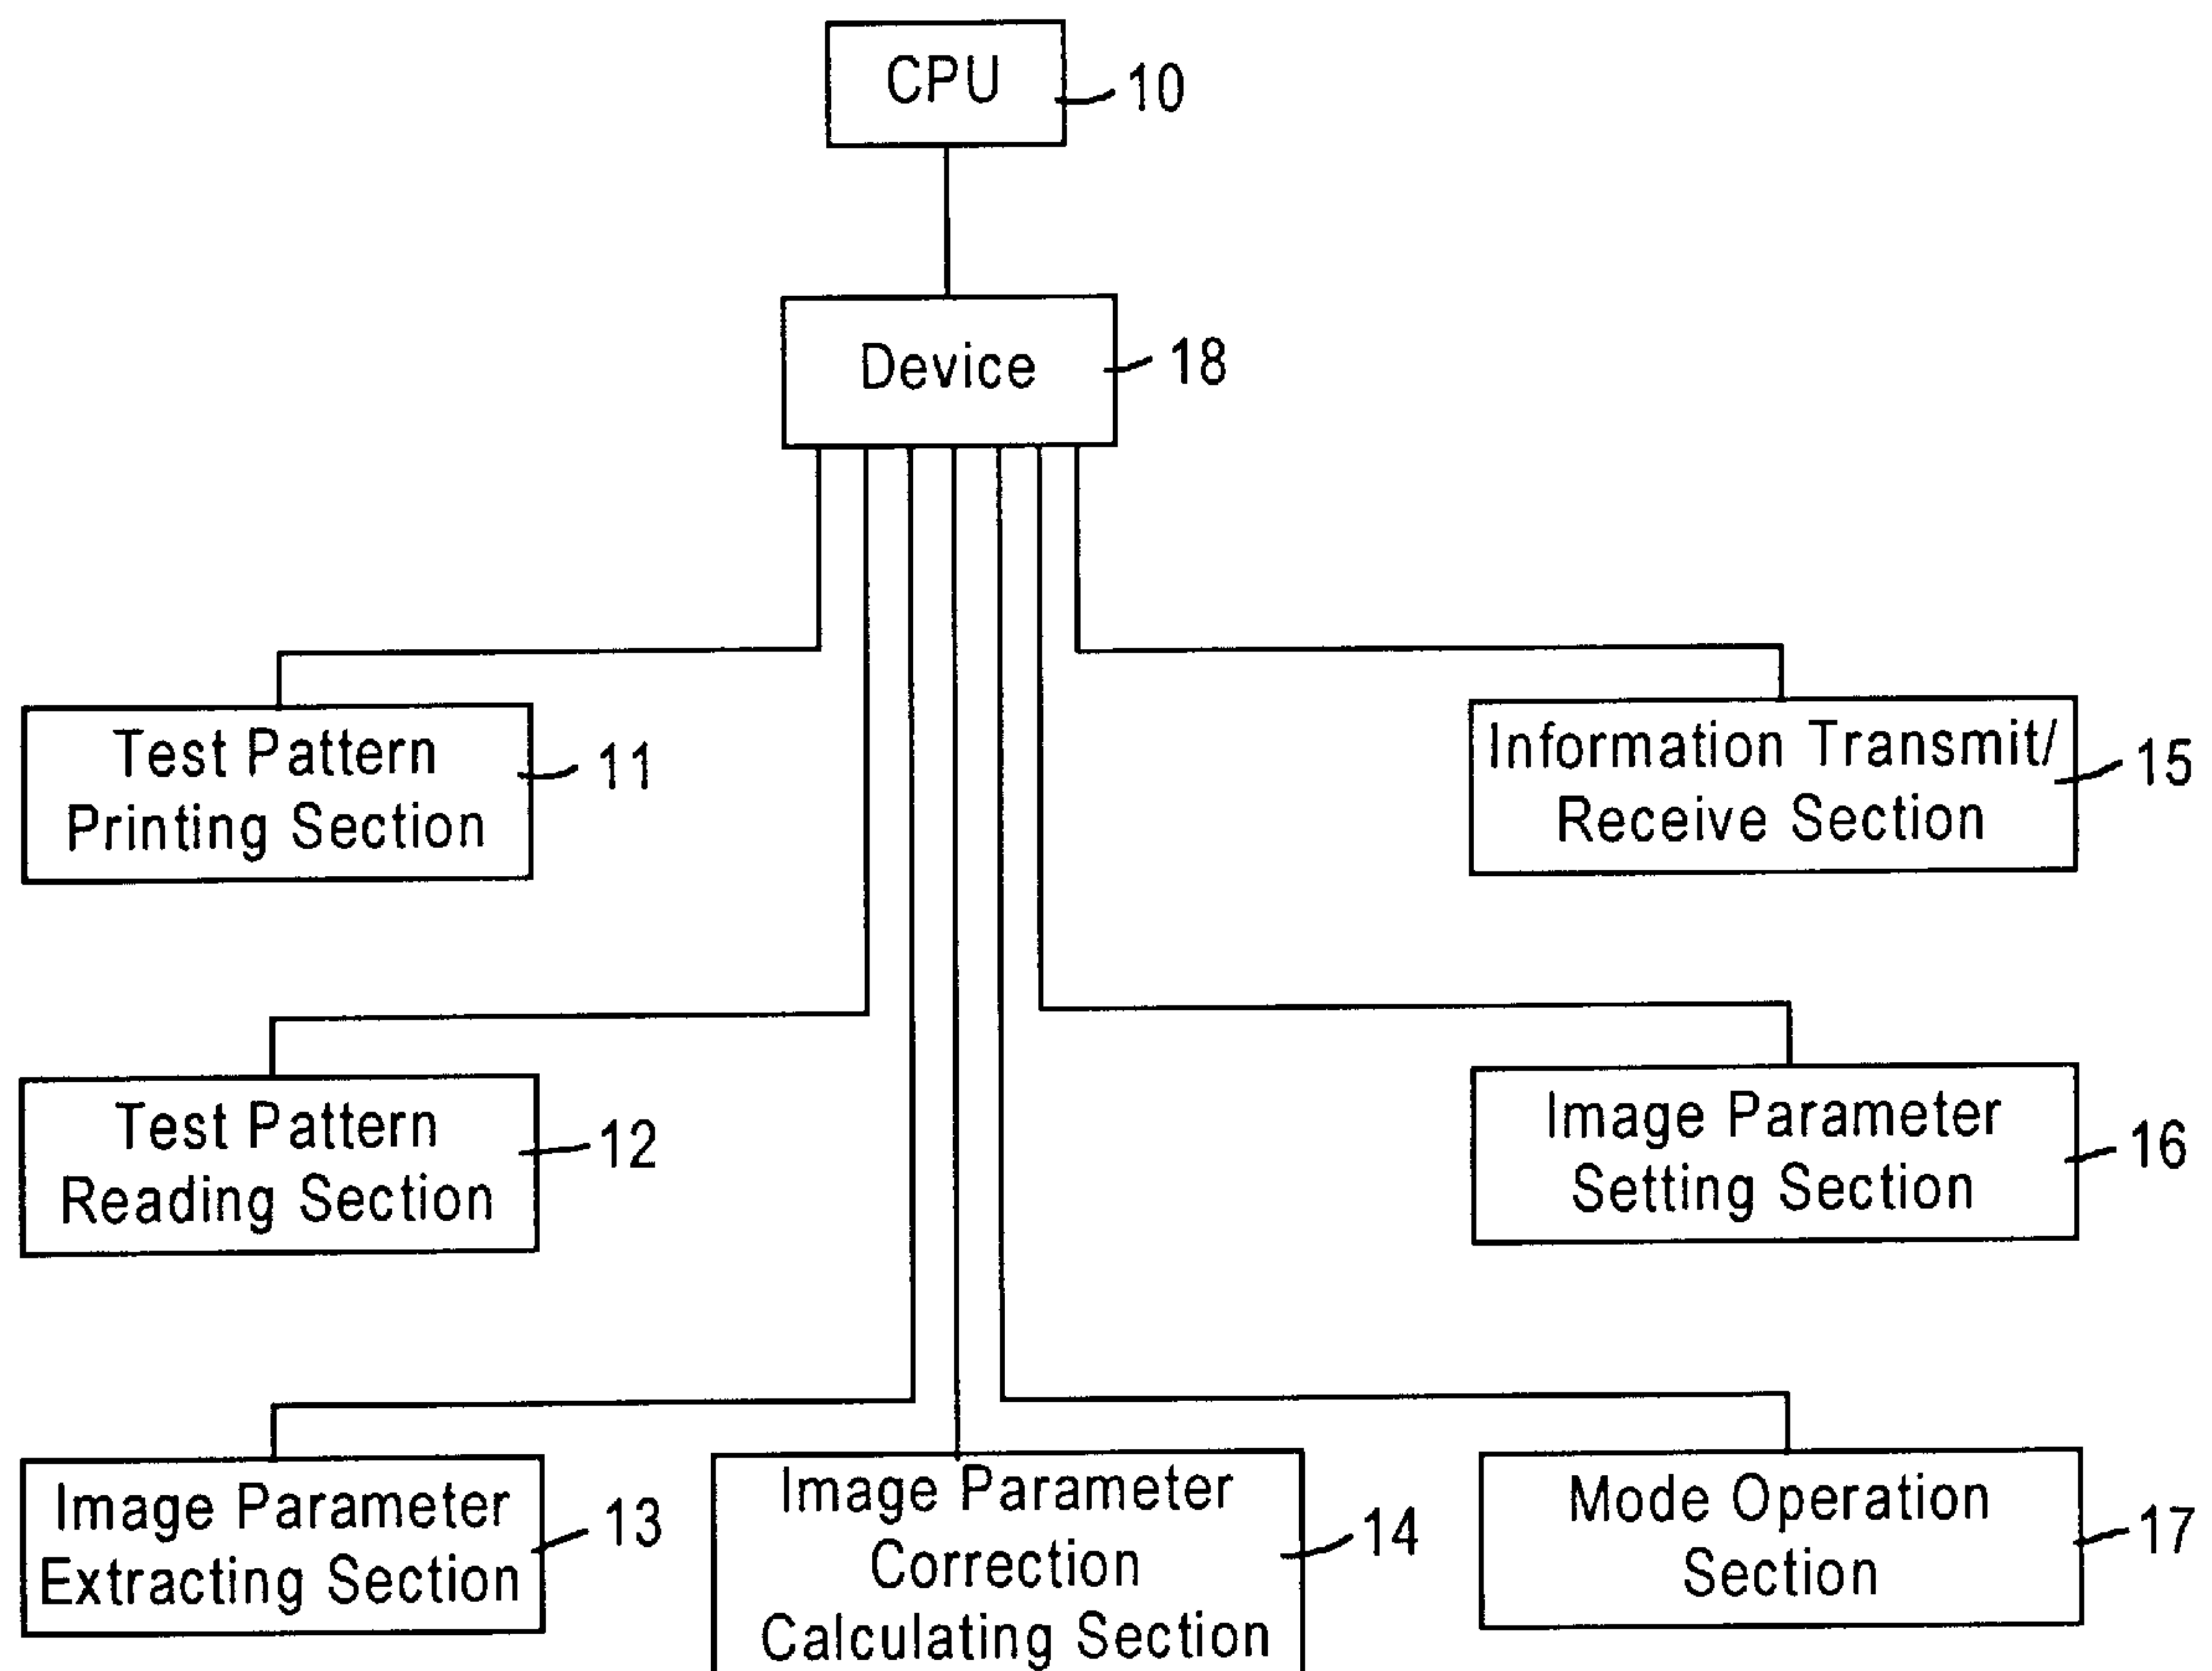 CPU
10
Device
18
Test Pattern
Printing Section
11
Information Transmit/
Receive Section
15
Test Pattern
Reading Section
12
Image Parameter
Setting Section
16
Image Parameter
Extracting Section
13
Image Parameter
Correction
Calculating Section
14
Mode Operation
Section
17